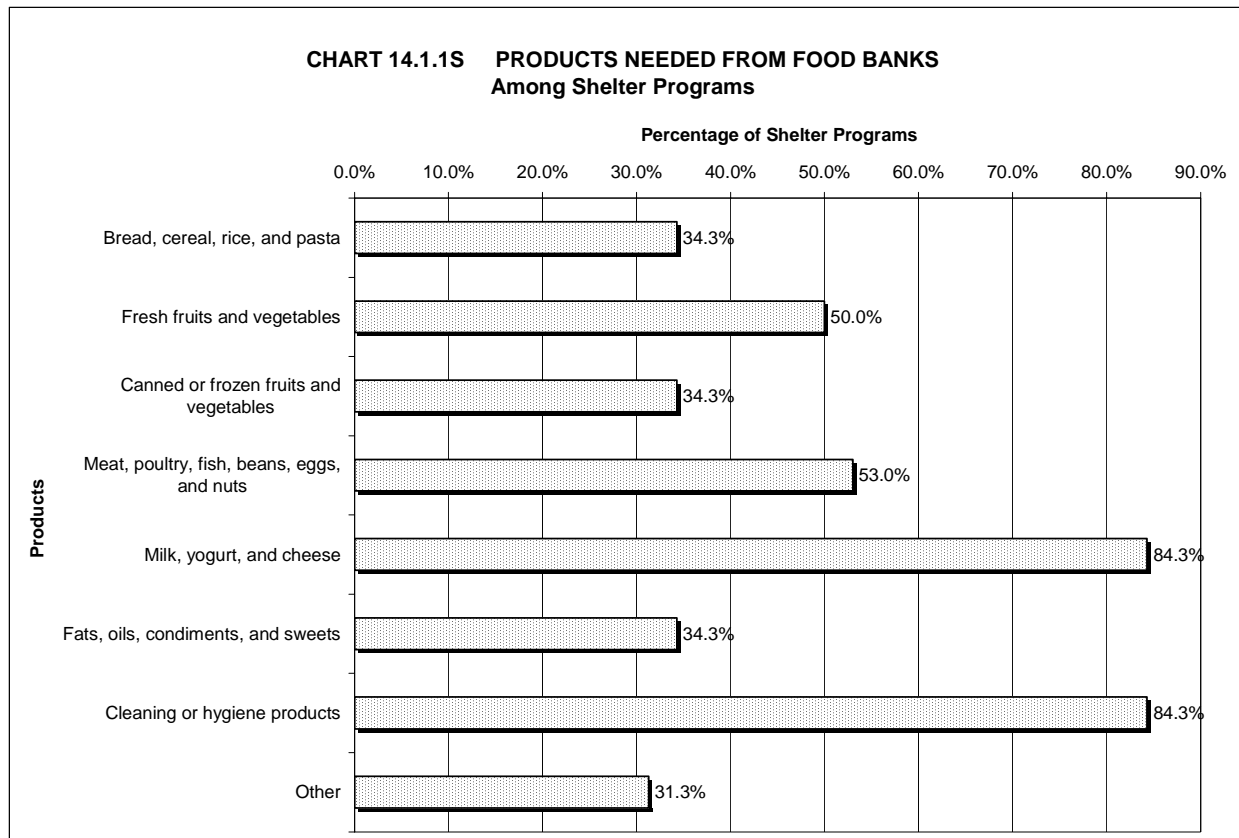 CHART 14.1.1S PRODUCTS NEEDED FROM FOOD BANKS
Among Shelter Programs
Percentage of Shelter Programs
0.0% 10.0% 20.0% 30.0% 40.0% 50.0% 60.0% 70.0% 80.0% 90.0%
Products
Bread, cereal, rice, and pasta 34.3%
Fresh fruits and vegetables 50.0%
Canned or frozen fruits and
vegetables 34.3%
Meat, poultry, fish, beans, eggs,
and nuts 53.0%
Milk, yogurt, and cheese 84.3%
Fats, oils, condiments, and sweets 34.3%
Cleaning or hygiene products 84.3%
Other 31.3%